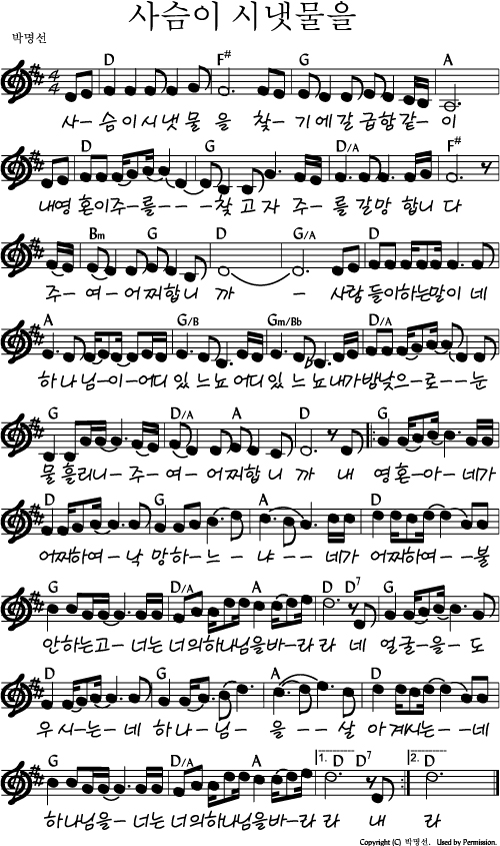 사슴이 시냇물을
박명선
D F# G A
사- 슴 이 시 냇 물 을 찾- 기 에 갈 급 함 같- 이
D G D/A F#
내 영 혼이주-를- - -찾 고 자 주- 를 갈망 합니 다
Bm G D G/A D
주- 여- 어찌합니 까 - 사람 들이하는말이 네
A G/B Gm/Bb D/A
하 나 님-이-어디 있 느뇨 어디 있 느뇨 내가 밤낮으-로- -눈
G D/A A D G
물 흘리니- 주- 여- 어찌합 니 까 내 영혼-아-네가
D G A D
어찌하여- 낙 망하- 느- -냐- - -네가 어찌하여- -불
G D/A A D D7 G
안 하는고- 너는 너의하나님을바-라 라 네 얼굴-을- 도
D G A D
우 시는- 네 하나- 님- 을- - 살 아 계시는- -네
G D/A A 1. D D7 2. D
하나님을- 너는 너의하나님을바-라 라 내 라
Copyright (C) 박명선. Used by Permission.